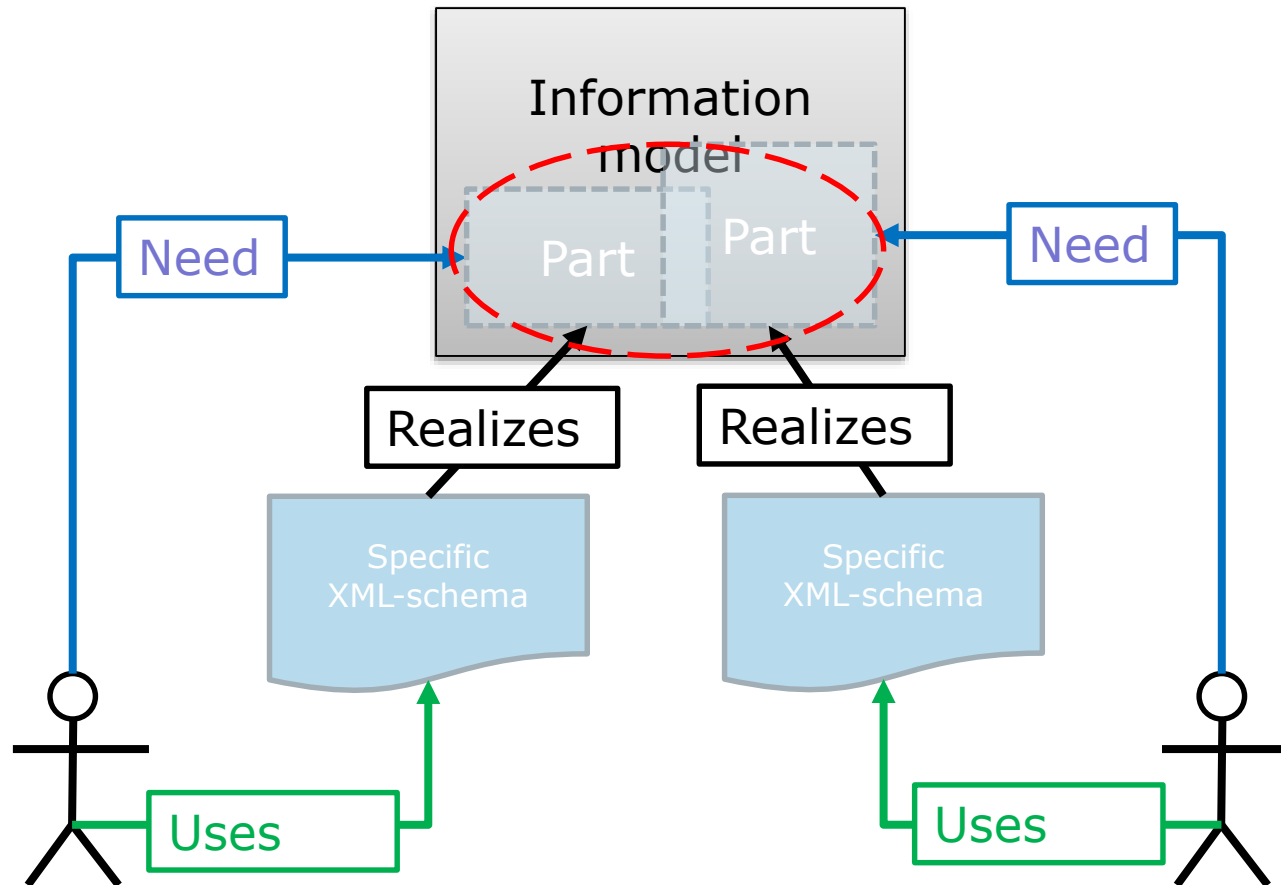 Information
model
Need
Part
Part
Need
Realizes
Realizes
Specific
XML-schema
Specific
XML-schema
Uses
Uses